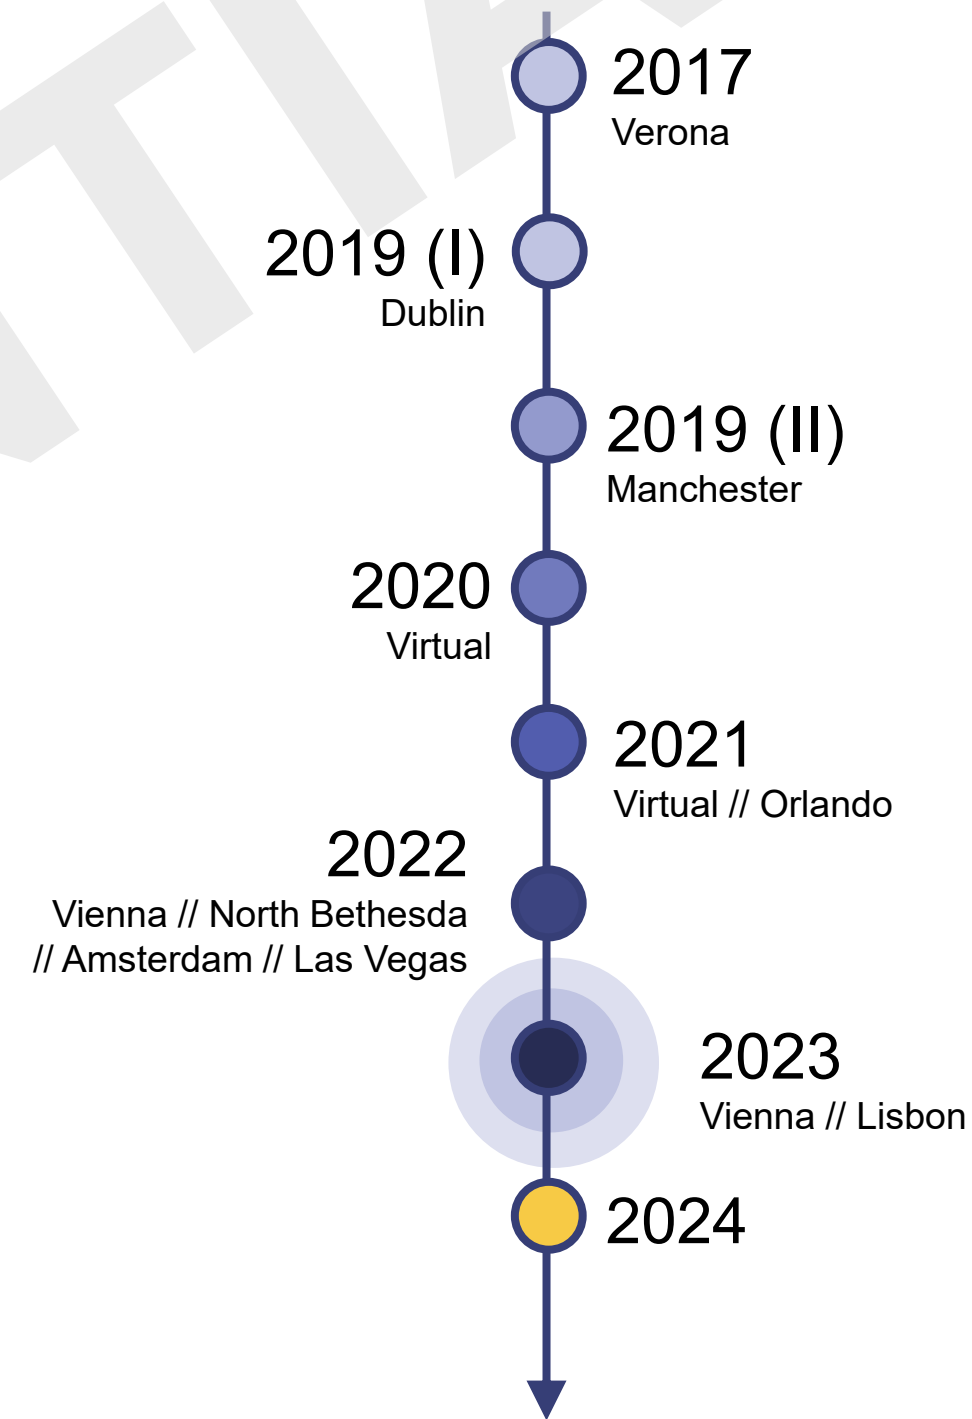 2017
Verona
2019 (I)
Dublin
2019 (II)
Manchester
2020
Virtual
2021
Virtual // Orlando
2022
Vienna // North Bethesda
// Amsterdam // Las Vegas
2023
Vienna // Lisbon
2024